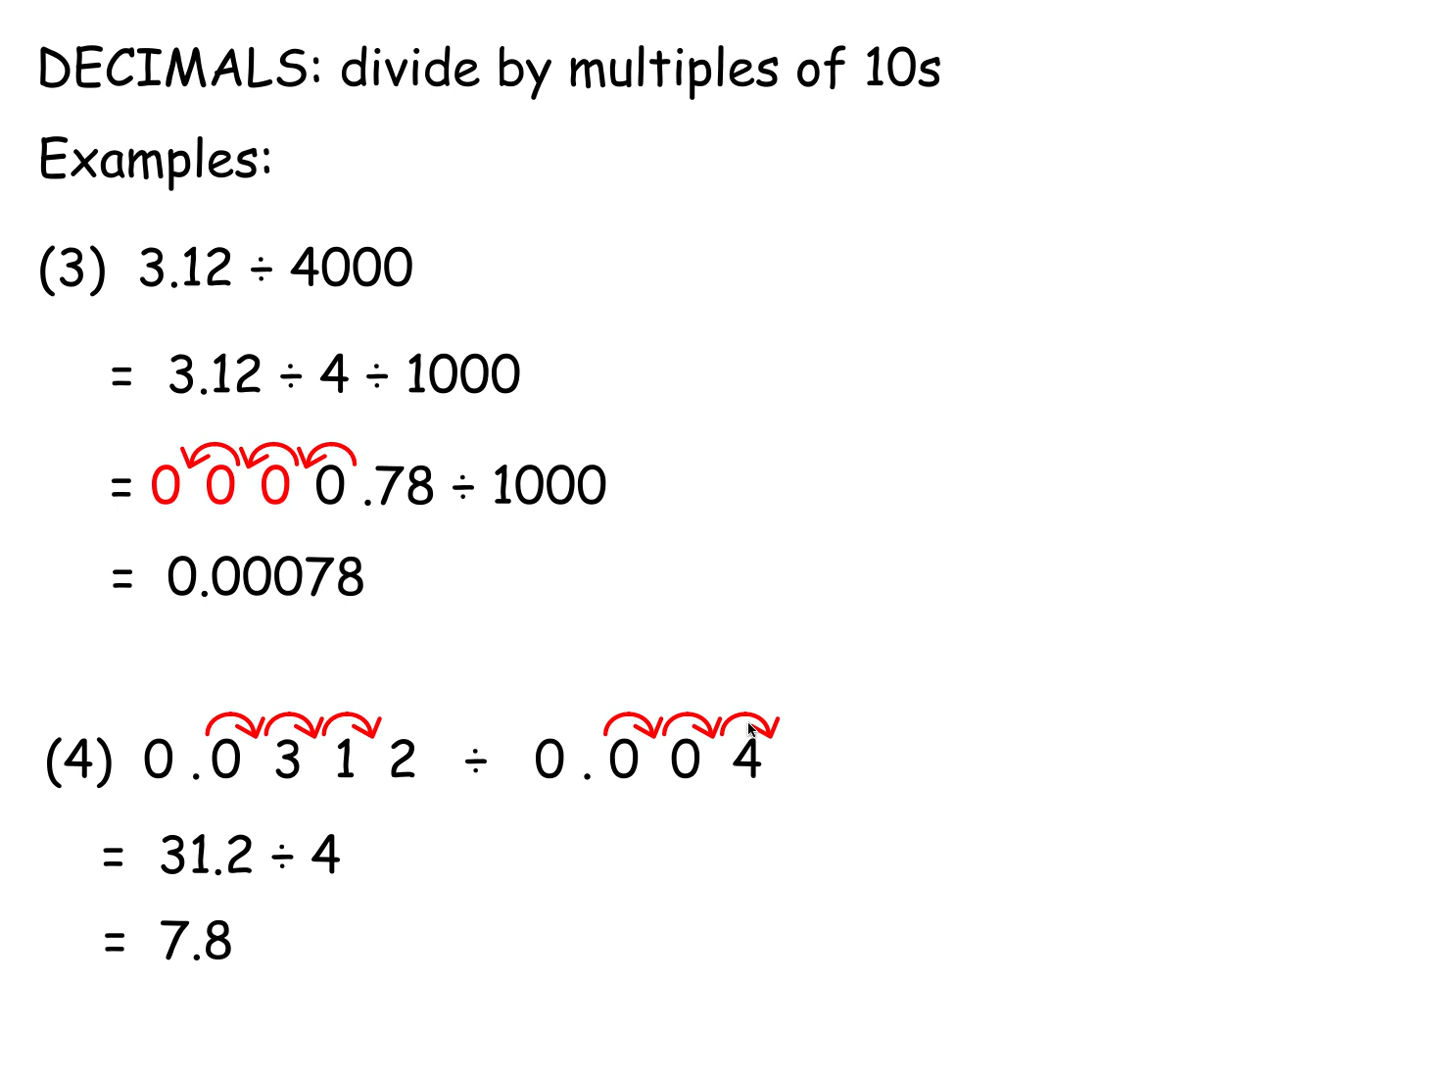 DECIMALS: divide by multiples of 10s
Examples:
(3) 3.12 ÷ 4000
= 3.12 ÷ 4 ÷ 1000
= 0 0 0 0 .78 ÷ 1000
= 0.00078
(4) 0 . 0 3 1 2 ÷ 0 . 0 0 4
= 31.2 ÷ 4
= 7.8